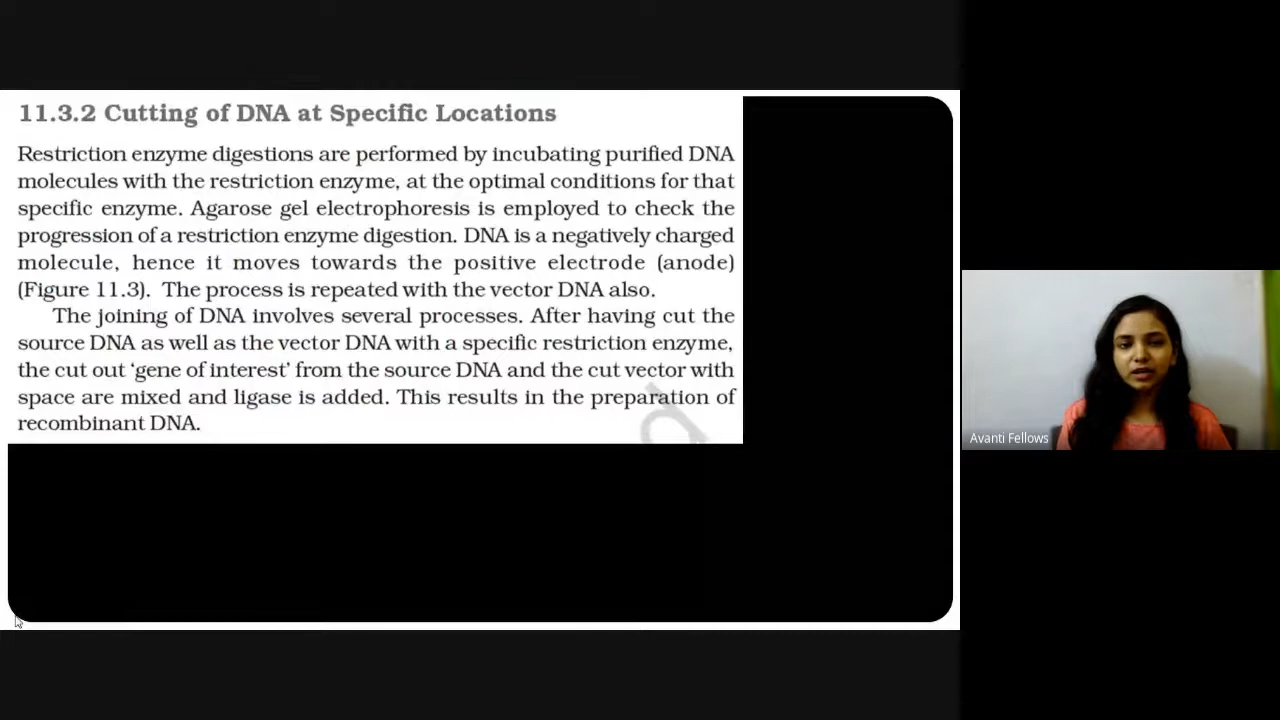 11.3.2 Cutting of DNA at Specific Locations
Restriction enzyme digestions are performed by incubating purified DNA
molecules with the restriction enzyme, at the optimal conditions for that
specific enzyme. Agarose gel electrophoresis is employed to check the
progression of a restriction enzyme digestion. DNA is a negatively charged
molecule, hence it moves towards the positive electrode (anode)
(Figure 11.3). The process is repeated with the vector DNA also.
The joining of DNA involves several processes. After having cut the
source DNA as well as the vector DNA with a specific restriction enzyme,
the cut out ‘gene of interest’ from the source DNA and the cut vector with
space are mixed and ligase is added. This results in the preparation of
recombinant DNA.
Avanti Fellows